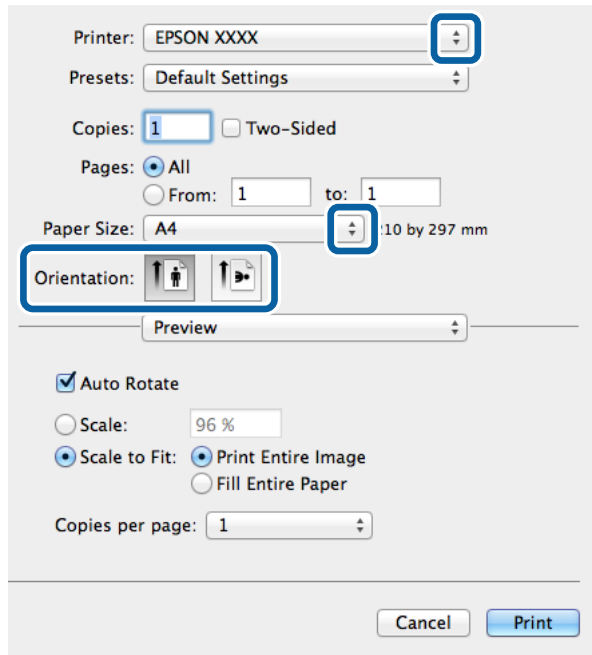 Printer: EPSON XXXX
Presets: Default Settings
Copies: 1 Two-Sided
Pages: All
From: 1 to: 1
Paper Size: A4 210 by 297 mm
Orientation:
Preview
Auto Rotate
Scale: 96 %
Scale to Fit: Print Entire Image
Fill Entire Paper
Copies per page: 1
Cancel Print